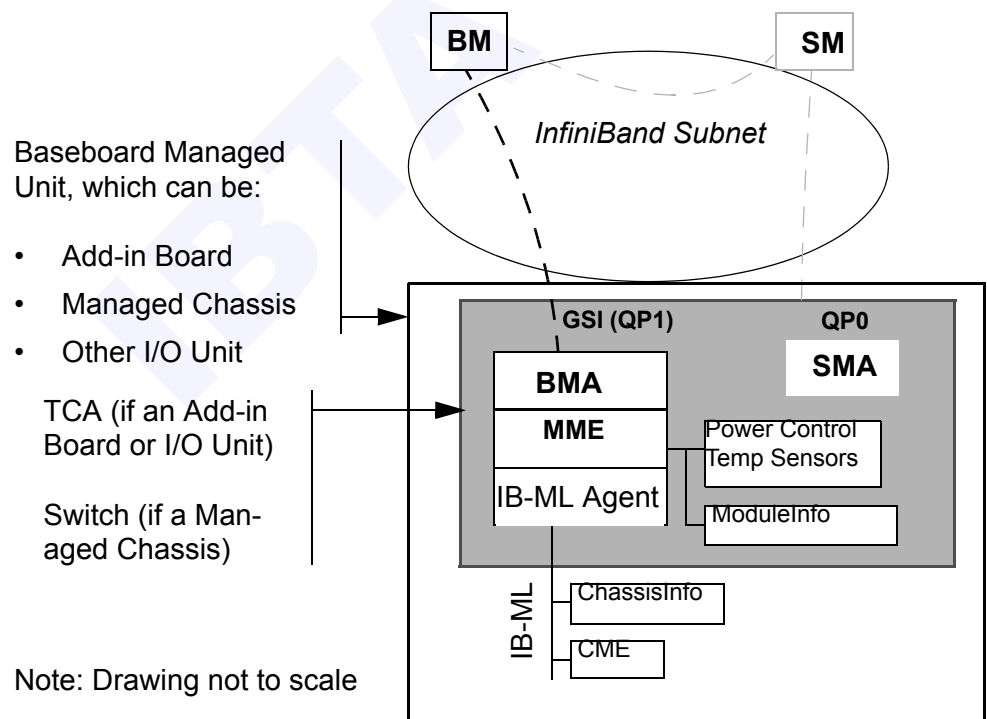 BM
SM
InfiniBand Subnet
Baseboard Managed
Unit, which can be:
• Add-in Board
• Managed Chassis
• Other I/O Unit
TCA (if an Add-in
Board or I/O Unit)
Switch (if a Man-
aged Chassis)
GSI (QP1)
QP0
BMA
SMA
MME
IB-ML Agent
Power Control
Temp Sensors
ModuleInfo
IB-ML
ChassisInfo
CME
Note: Drawing not to scale
IBTA